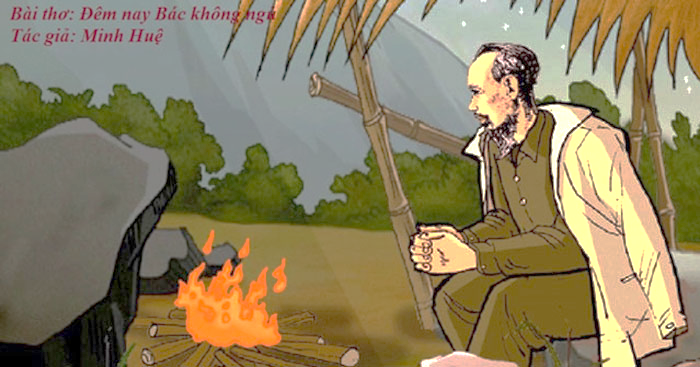 Bài thơ: Đêm nay Bác không ngủ
Tác giả: Minh Huệ